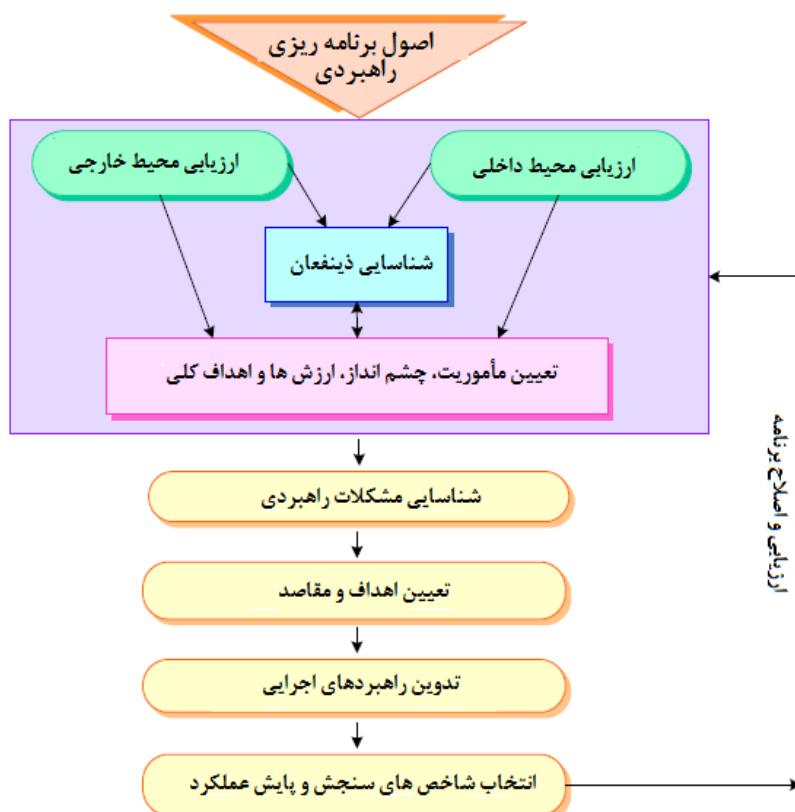 اصول برنامه ریزی
راهبردی
ارزیابی محیط داخلی
ارزیابی محیط خارجی
شناسایی ذینفعان
تعیین مأموریت، چشم انداز، ارزش ها و اهداف کلی
شناسایی مشکلات راهبردی
تعیین اهداف و مقاصد
تدوین راهبردهای اجرایی
انتخاب شاخص های سنجش و پایش عملکرد
ارزیابی و اصلاح برنامه